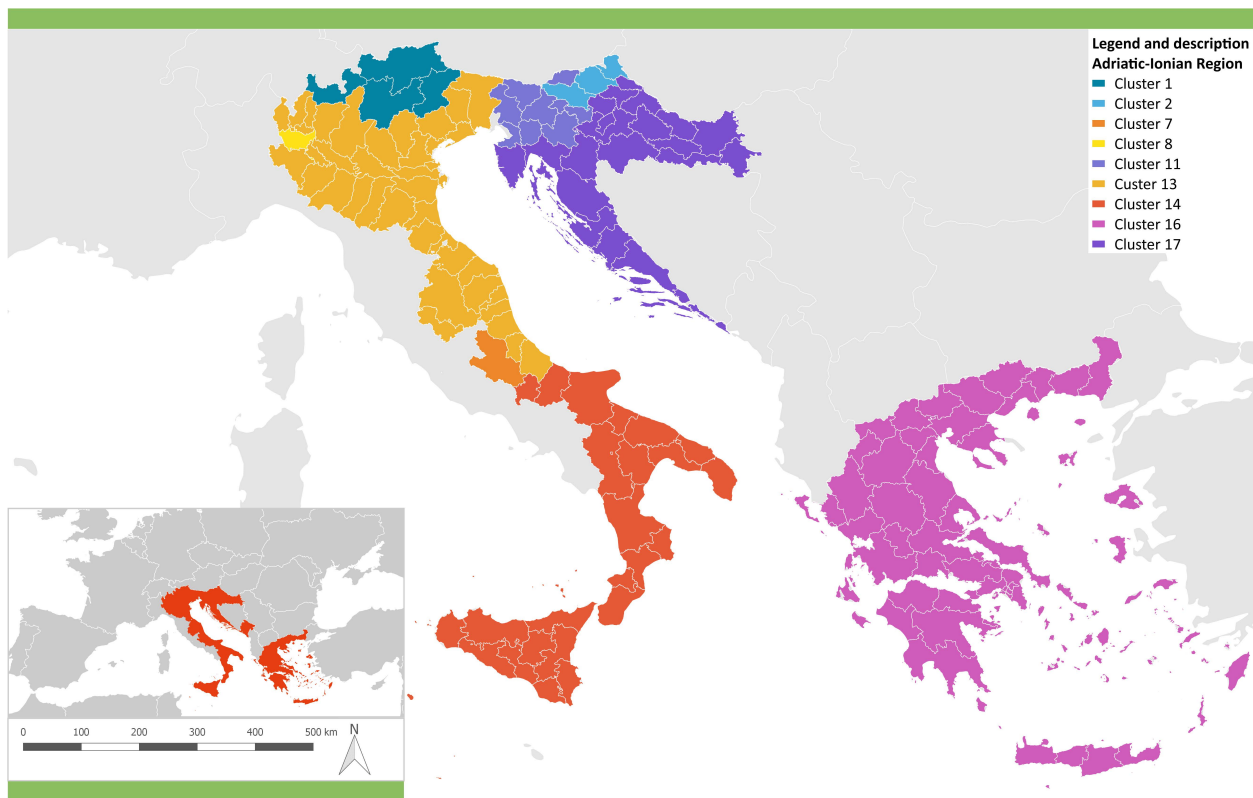 Legend and description
Adriatic-Ionian Region
Cluster 1
Cluster 2
Cluster 7
Cluster 8
Cluster 11
Custer 13
Cluster 14
Cluster 16
Cluster 17
0 100 200 300 400 500 km
N